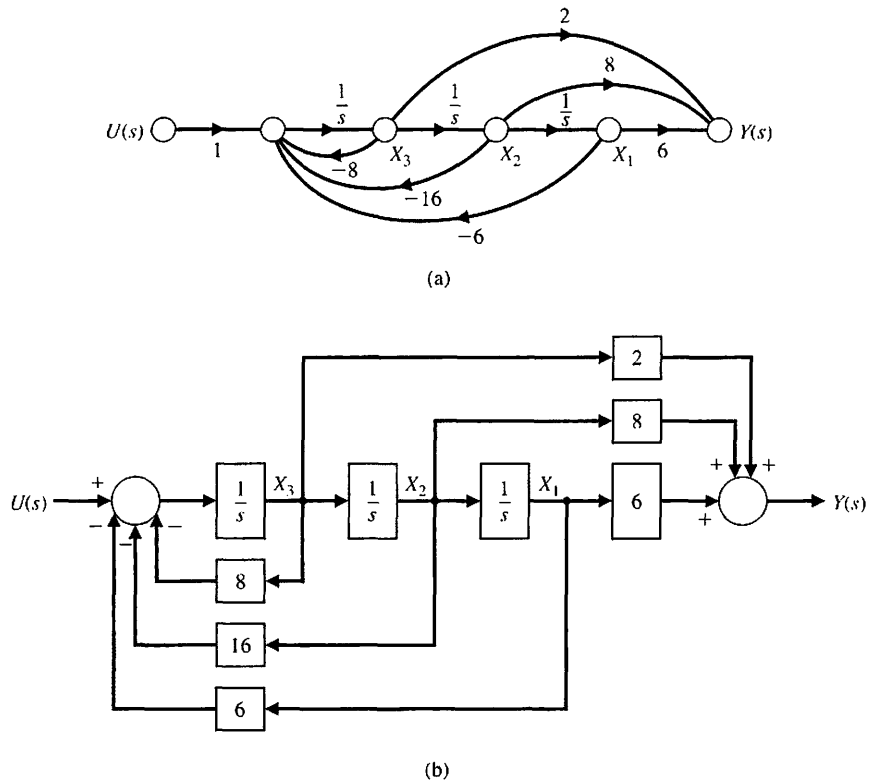 2
8
1/s 1/s 1/s
U(s) 1 X₃ X₂ X₁ 6 Y(s)
−8
−16
−6
(a)
2
8
U(s) + − − − 1/s X₃ 1/s X₂ 1/s X₁ 6 + + + Y(s)
8
16
6
(b)